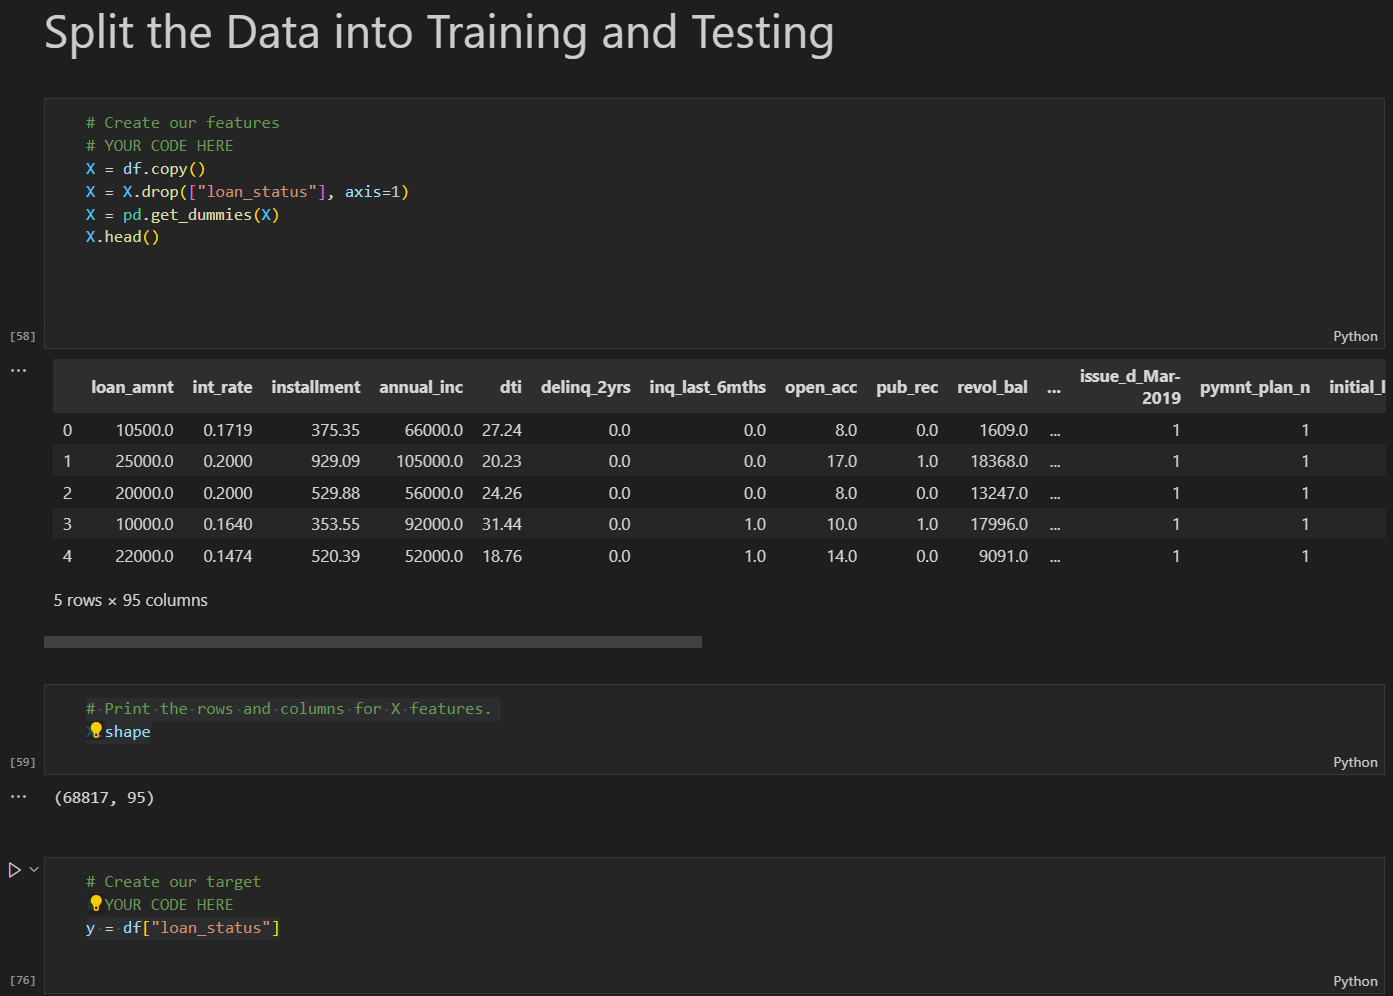 Split the Data into Training and Testing
# Create our features
# YOUR CODE HERE
X = df.copy()
X = X.drop(["loan_status"], axis=1)
X = pd.get_dummies(X)
X.head()
[58]
Python
...
loan_amnt int_rate installment annual_inc dti delinq_2yrs inq_last_6mths open_acc pub_rec revol_bal ... issue_d_Mar-2019 pymnt_plan_n initial_l
0 10500.0 0.1719 375.35 66000.0 27.24 0.0 0.0 8.0 0.0 1609.0 ... 1 1
1 25000.0 0.2000 929.09 105000.0 20.23 0.0 0.0 17.0 1.0 18368.0 ... 1 1
2 20000.0 0.2000 529.88 56000.0 24.26 0.0 0.0 8.0 0.0 13247.0 ... 1 1
3 10000.0 0.1640 353.55 92000.0 31.44 0.0 1.0 10.0 1.0 17996.0 ... 1 1
4 22000.0 0.1474 520.39 52000.0 18.76 0.0 1.0 14.0 0.0 9091.0 ... 1 1
5 rows × 95 columns
# Print the rows and columns for X features.
shape
[59]
Python
...
(68817, 95)
# Create our target
YOUR CODE HERE
y = df["loan_status"]
[76]
Python